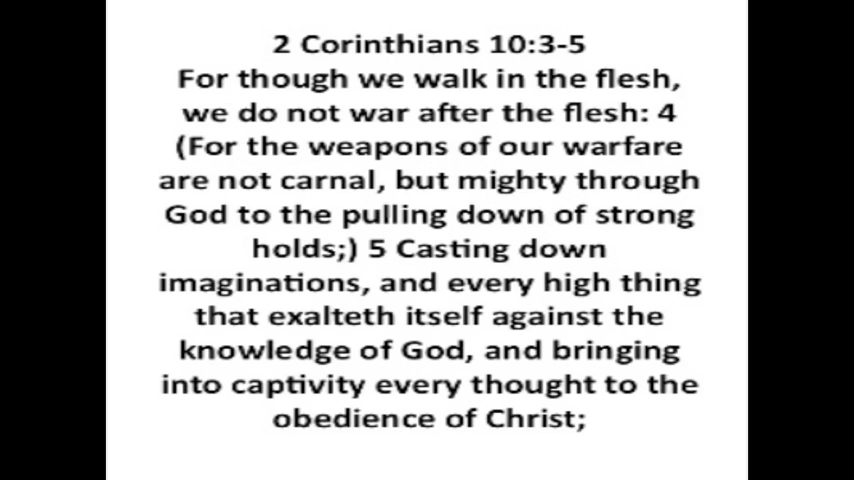 2 Corinthians 10:3-5
For though we walk in the flesh,
we do not war after the flesh: 4
(For the weapons of our warfare
are not carnal, but mighty through
God to the pulling down of strong
holds;) 5 Casting down
imaginations, and every high thing
that exalteth itself against the
knowledge of God, and bringing
into captivity every thought to the
obedience of Christ;